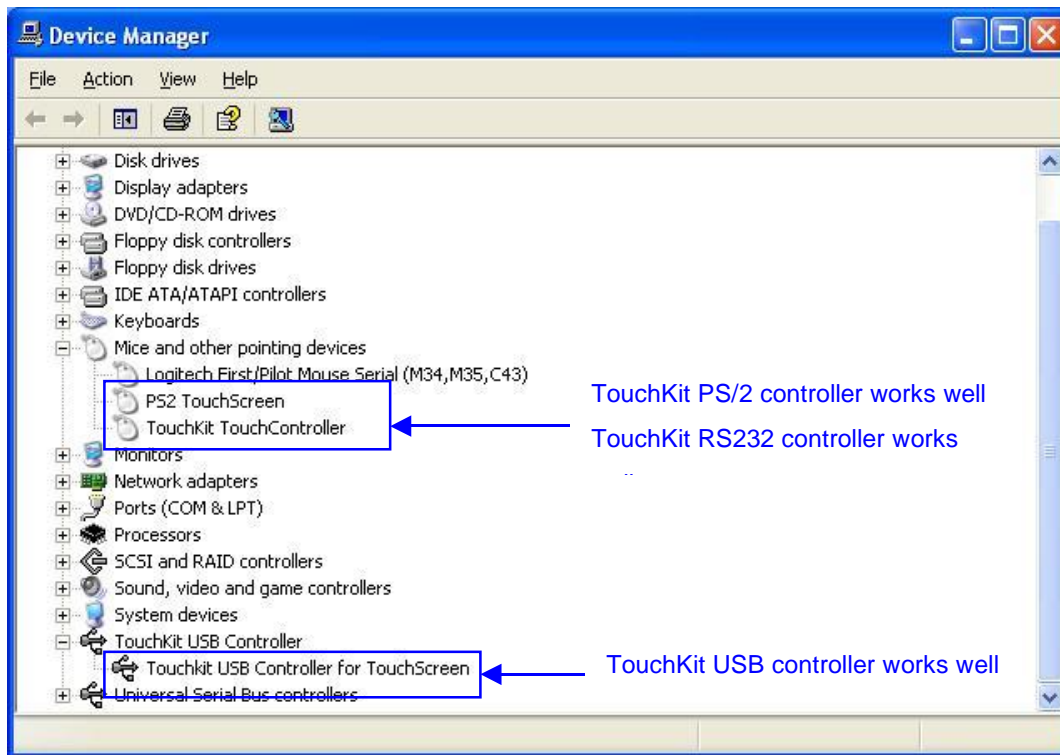 Device Manager
File Action View Help
Disk drives
Display adapters
DVD/CD-ROM drives
Floppy disk controllers
Floppy disk drives
IDE ATA/ATAPI controllers
Keyboards
Mice and other pointing devices
Logitech First/Pilot Mouse Serial (M34,M35,C43)
PS2 TouchScreen
TouchKit TouchController
Monitors
Network adapters
Ports (COM & LPT)
Processors
SCSI and RAID controllers
Sound, video and game controllers
System devices
TouchKit USB Controller
Touchkit USB Controller for TouchScreen
Universal Serial Bus controllers
TouchKit PS/2 controller works well
TouchKit RS232 controller works
TouchKit USB controller works well